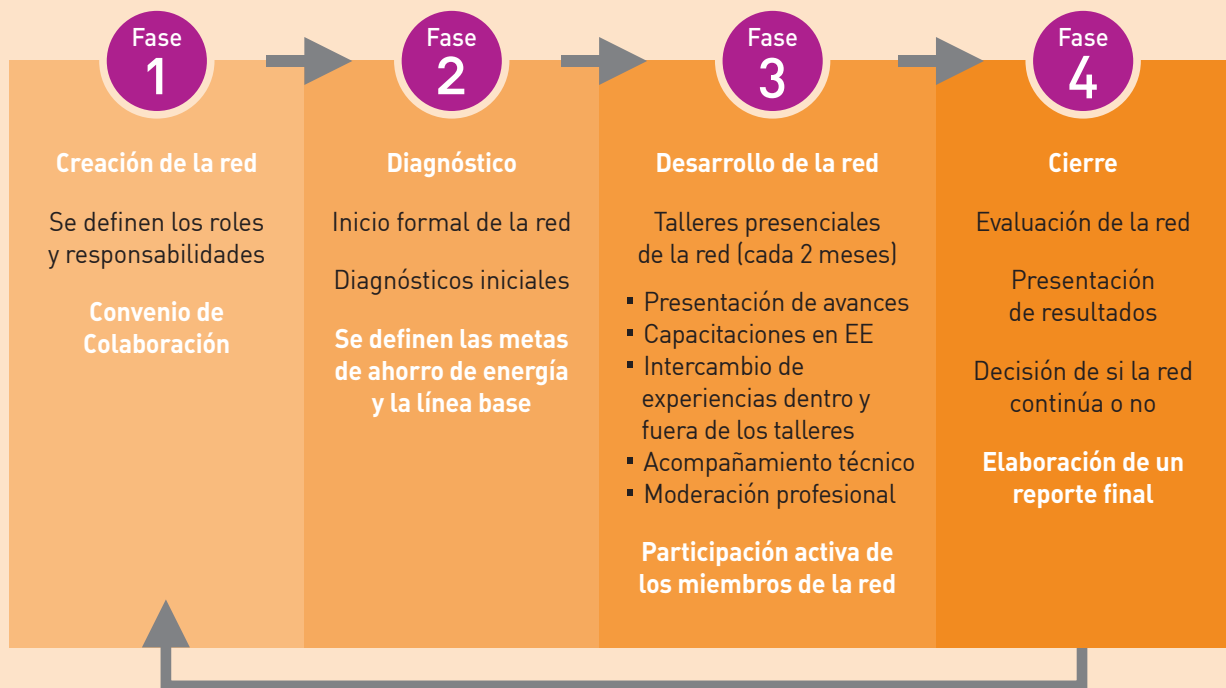 Fase
1
Creación de la red
Se definen los roles
y responsabilidades
Convenio de
Colaboración
Fase
2
Diagnóstico
Inicio formal de la red
Diagnósticos iniciales
Se definen las metas
de ahorro de energía
y la línea base
Fase
3
Desarrollo de la red
Talleres presenciales
de la red (cada 2 meses)
▪ Presentación de avances
▪ Capacitaciones en EE
▪ Intercambio de
experiencias dentro y
fuera de los talleres
▪ Acompañamiento técnico
▪ Moderación profesional
Participación activa de
los miembros de la red
Fase
4
Cierre
Evaluación de la red
Presentación
de resultados
Decisión de si la red
continúa o no
Elaboración de un
reporte final